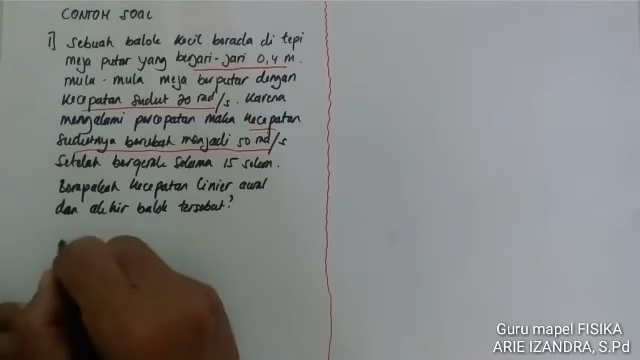 CONTOH SOAL
1] Sebuah balok kecil berada di tepi
meja putar yang berjari-jari 0,4 m.
mula-mula meja berputar dengan
kecepatan sudut 20 rad/s. Karena
mengalami percepatan maka kecepatan
sudutnya berubah menjadi 50 rad/s
setelah bergerak selama 15 sekon.
Berapakah kecepatan linier awal
dan akhir balok tersebut?
Guru mapel FISIKA
ARIE IZANDRA, S.Pd